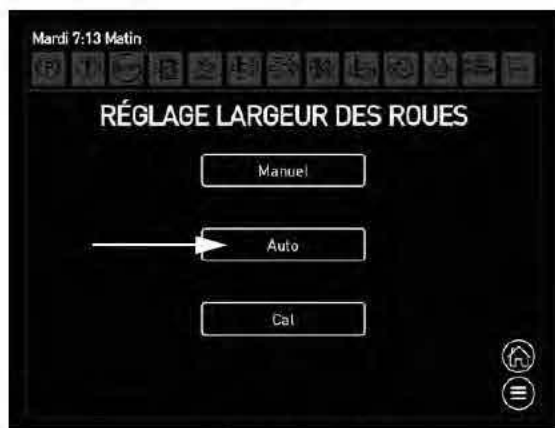 Mardi 7:13 Matin
RÉGLAGE LARGEUR DES ROUES
Manuel
Auto
Cal